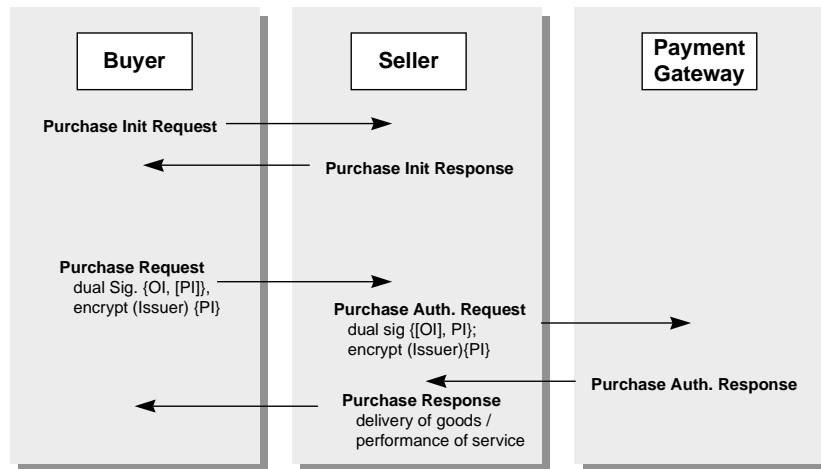 Buyer
Seller
Payment
Gateway
Purchase Init Request
Purchase Init Response
Purchase Request
dual Sig. {OI, [PI]},
encrypt (Issuer) {PI}
Purchase Auth. Request
dual sig {[OI], PI};
encrypt (Issuer){PI}
Purchase Auth. Response
Purchase Response
delivery of goods /
performance of service